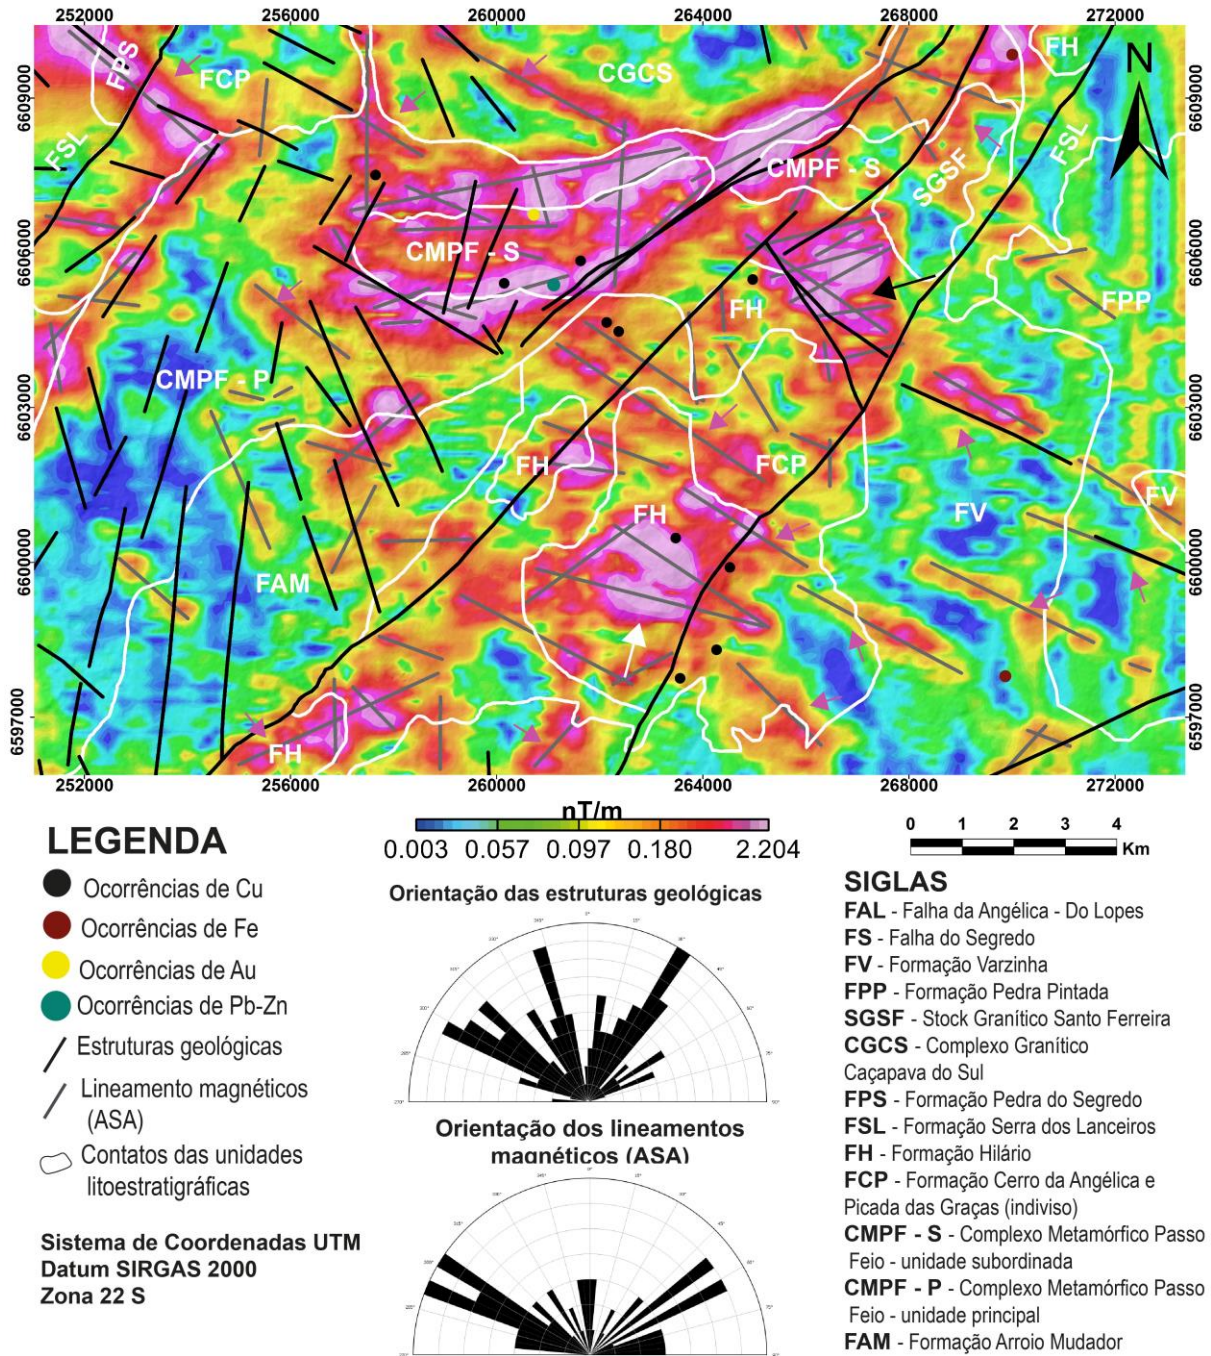 252000 256000 260000 264000 268000 272000
6609000
6606000
6603000
6600000
6597000
6609000
6606000
6603000
6600000
6597000
FPS
FCP
CGCS
FH
N
FSL
CMPF - S
SGSF
FSL
CMPF - S
FH
FPP
CMPF - P
FH
FCP
FH
FV
FV
FAM
FH
252000 256000 260000 264000 268000 272000
nT/m
0.003 0.057 0.097 0.180 2.204
0 1 2 3 4
Km
LEGENDA
Ocorrências de Cu
Ocorrências de Fe
Ocorrências de Au
Ocorrências de Pb-Zn
Estruturas geológicas
Lineamento magnéticos
(ASA)
Contatos das unidades
litoestratigráficas
Sistema de Coordenadas UTM
Datum SIRGAS 2000
Zona 22 S
Orientação das estruturas geológicas
Orientação dos lineamentos
magnéticos (ASA)
SIGLAS
FAL - Falha da Angélica - Do Lopes
FS - Falha do Segredo
FV - Formação Varzinha
FPP - Formação Pedra Pintada
SGSF - Stock Granítico Santo Ferreira
CGCS - Complexo Granítico
Caçapava do Sul
FPS - Formação Pedra do Segredo
FSL - Formação Serra dos Lanceiros
FH - Formação Hilário
FCP - Formação Cerro da Angélica e
Picada das Graças (indiviso)
CMPF - S - Complexo Metamórfico Passo
Feio - unidade subordinada
CMPF - P - Complexo Metamórfico Passo
Feio - unidade principal
FAM - Formação Arroio Mudador